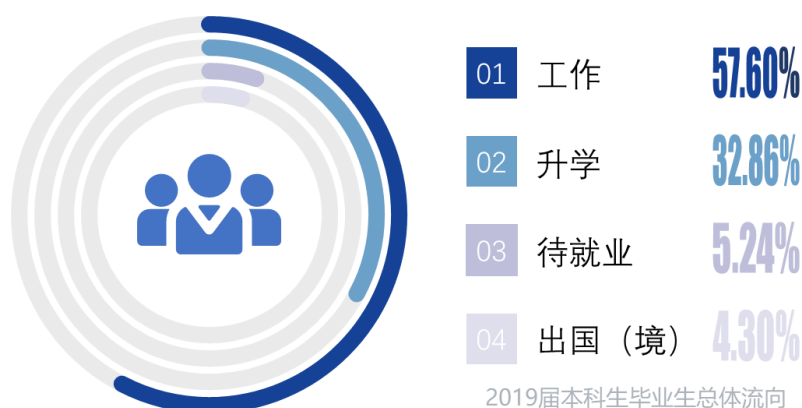 01 工作 57.60%
02 升学 32.86%
03 待就业 5.24%
04 出国（境） 4.30%
2019届本科生毕业生总体流向